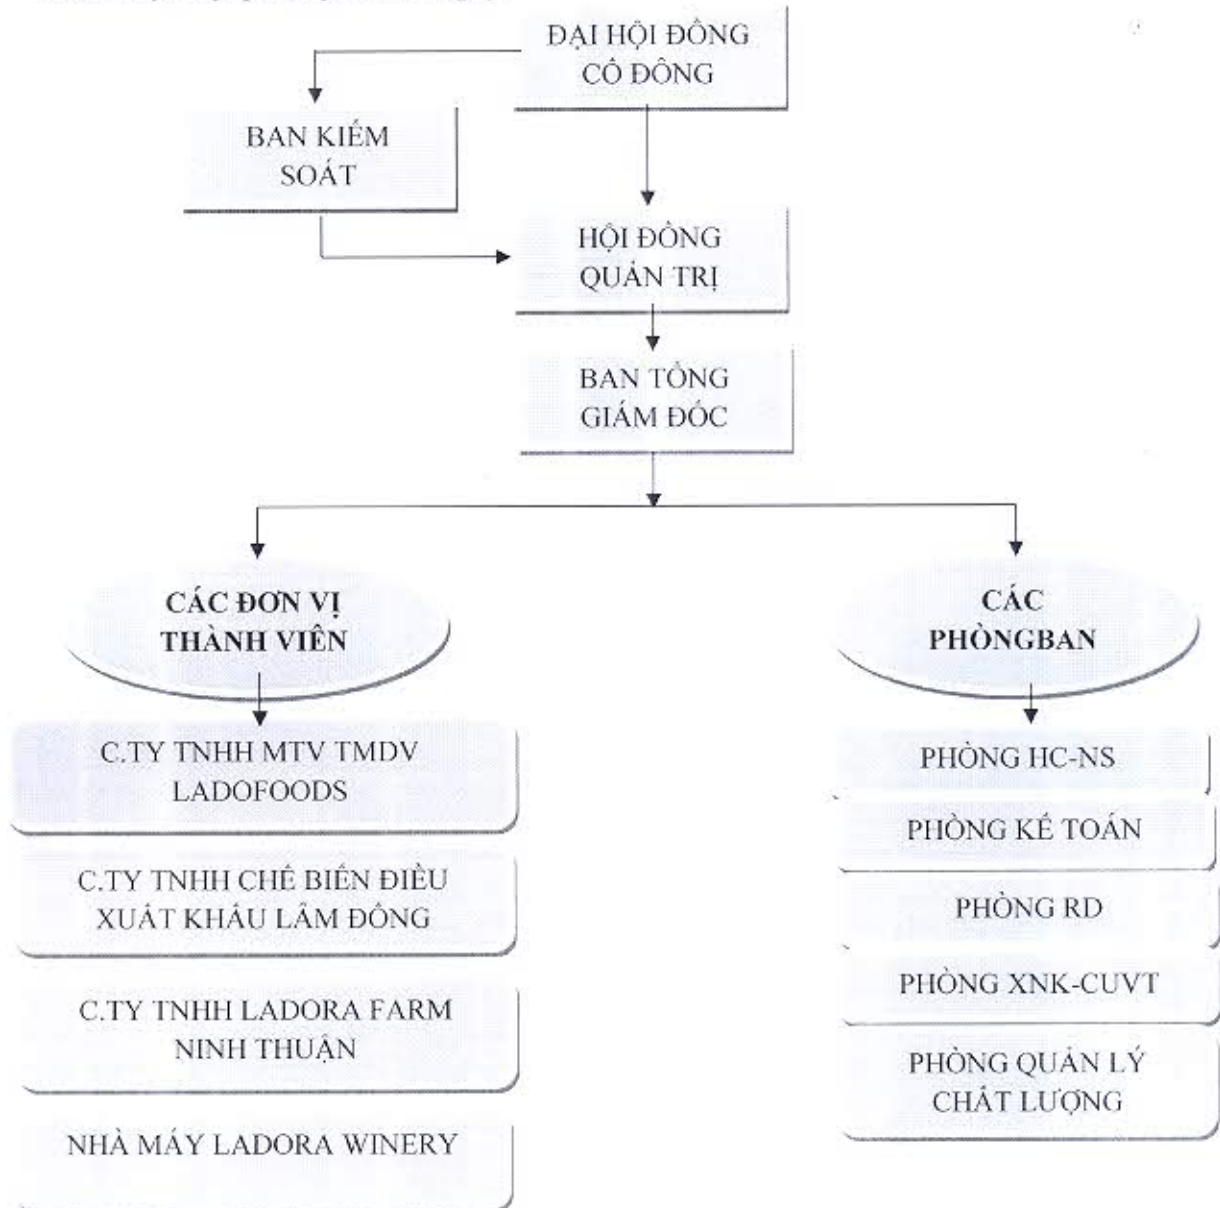 ĐẠI HỘI ĐỒNG
CỔ ĐÔNG
BAN KIỂM
SOÁT
HỘI ĐỒNG
QUẢN TRỊ
BAN TỔNG
GIÁM ĐỐC
CÁC ĐƠN VỊ
THÀNH VIÊN
CÁC
PHÒNGBAN
C.TY TNHH MTV TMDV
LADOFOODS
C.TY TNHH CHẾ BIẾN ĐIỀU
XUẤT KHẨU LÂM ĐỒNG
C.TY TNHH LADORA FARM
NINH THUẬN
NHÀ MÁY LADORA WINERY
PHÒNG HC-NS
PHÒNG KẾ TOÁN
PHÒNG RD
PHÒNG XNK-CUVT
PHÒNG QUẢN LÝ
CHẤT LƯỢNG